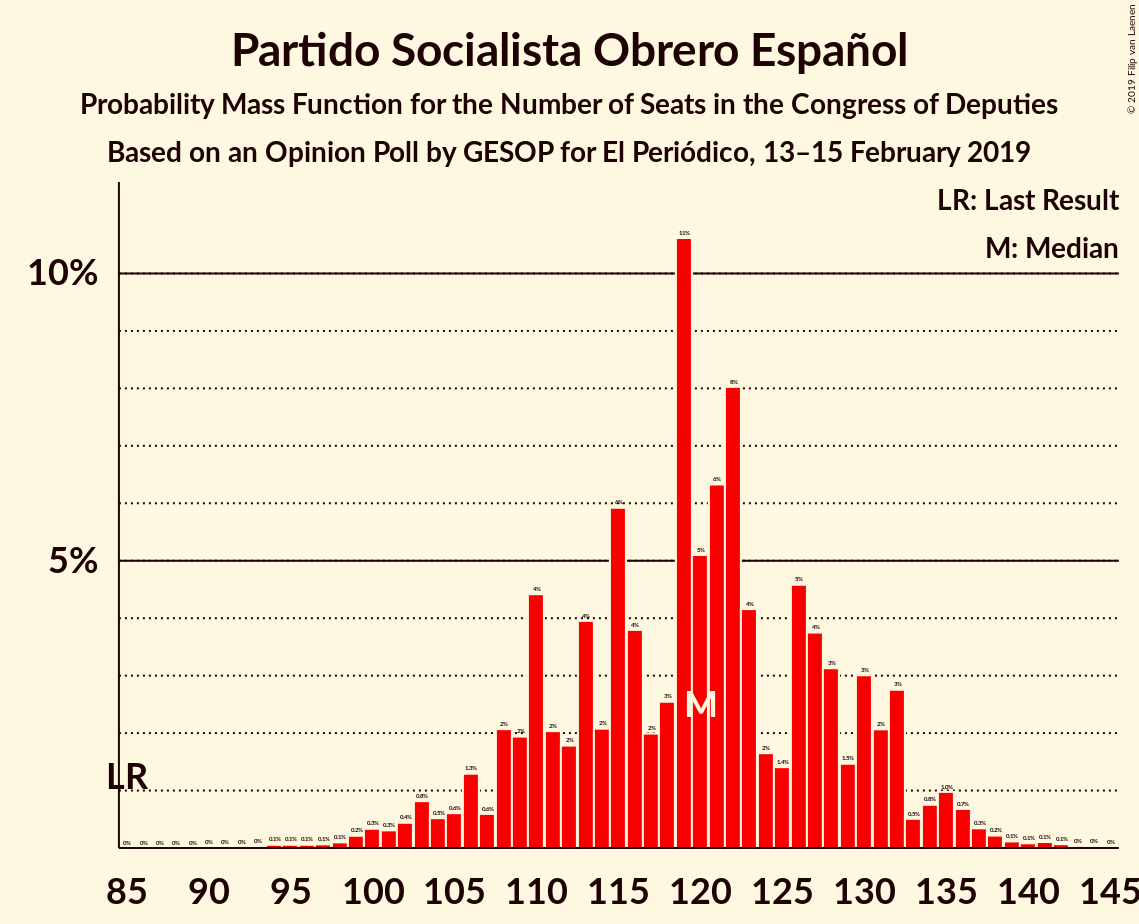 Partido Socialista Obrero Español
Probability Mass Function for the Number of Seats in the Congress of Deputies
Based on an Opinion Poll by GESOP for El Periódico, 13–15 February 2019
© 2019 Filip van Laenen
LR: Last Result
M: Median
10%
5%
LR
M
0% 0% 0% 0% 0% 0% 0% 0% 0% 0.1% 0.1% 0.1% 0.1% 0.1% 0.2% 0.3% 0.3% 0.4% 0.8% 0.5% 0.6% 1.3% 0.6% 2% 2% 4% 2% 2% 4% 2% 6% 4% 2% 3% 11% 5% 6% 8% 4% 2% 1.4% 5% 4% 3% 1.5% 3% 2% 3% 0.5% 0.8% 1.0% 0.7% 0.3% 0.2% 0.1% 0.1% 0.1% 0.1% 0% 0% 0%
85 90 95 100 105 110 115 120 125 130 135 140 145